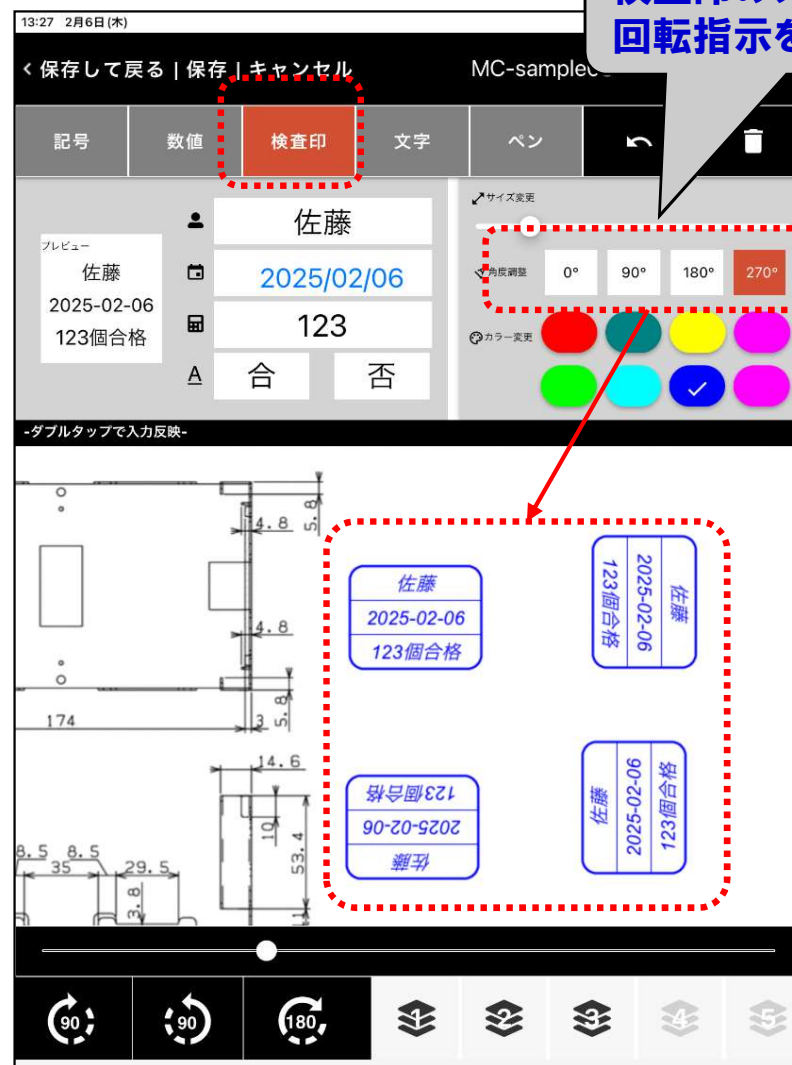 13:27 2月6日(木)
回転指示を
＜保存して戻る | 保存 | キャンセル
MC-sample
記号
数値
検査印
文字
ペン
プレビュー
佐藤
2025-02-06
123個合格
佐藤
2025/02/06
123
A
合
否
サイズ変更
角度調整
0°
90°
180°
270°
カラー変更
-ダブルタップで入力反映-
4.8
5.8
4.8
5.8
174
3
14.6
10
53.4
8.5
8.5
35
29.5
3.8
佐藤
2025-02-06
123個合格
佐藤
2025-02-06
123個合格
佐藤
2025-02-06
123個合格
佐藤
2025-02-06
123個合格
90
90
180
1
2
3
4
5